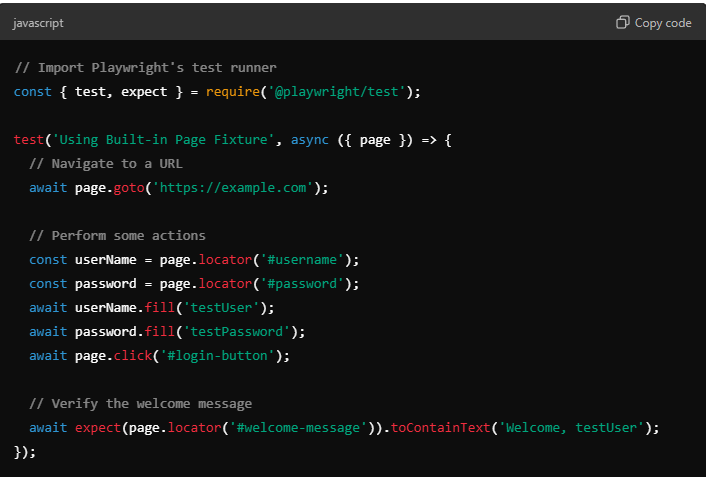 javascript
Copy code
// Import Playwright's test runner
const { test, expect } = require('@playwright/test');
test('Using Built-in Page Fixture', async ({ page }) => {
// Navigate to a URL
await page.goto('https://example.com');
// Perform some actions
const userName = page.locator('#username');
const password = page.locator('#password');
await userName.fill('testUser');
await password.fill('testPassword');
await page.click('#login-button');
// Verify the welcome message
await expect(page.locator('#welcome-message')).toContainText('Welcome, testUser');
});